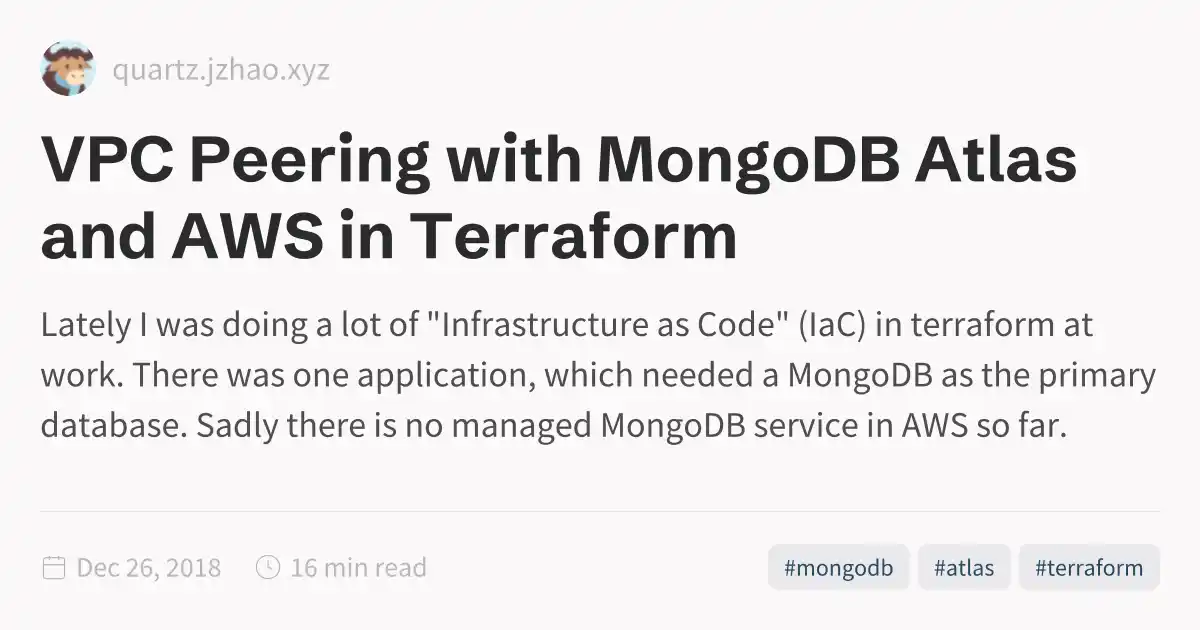 quartz.jzhao.xyz
VPC Peering with MongoDB Atlas
and AWS in Terraform
Lately I was doing a lot of "Infrastructure as Code" (IaC) in terraform at
work. There was one application, which needed a MongoDB as the primary
database. Sadly there is no managed MongoDB service in AWS so far.
Dec 26, 2018 16 min read #mongodb #atlas #terraform